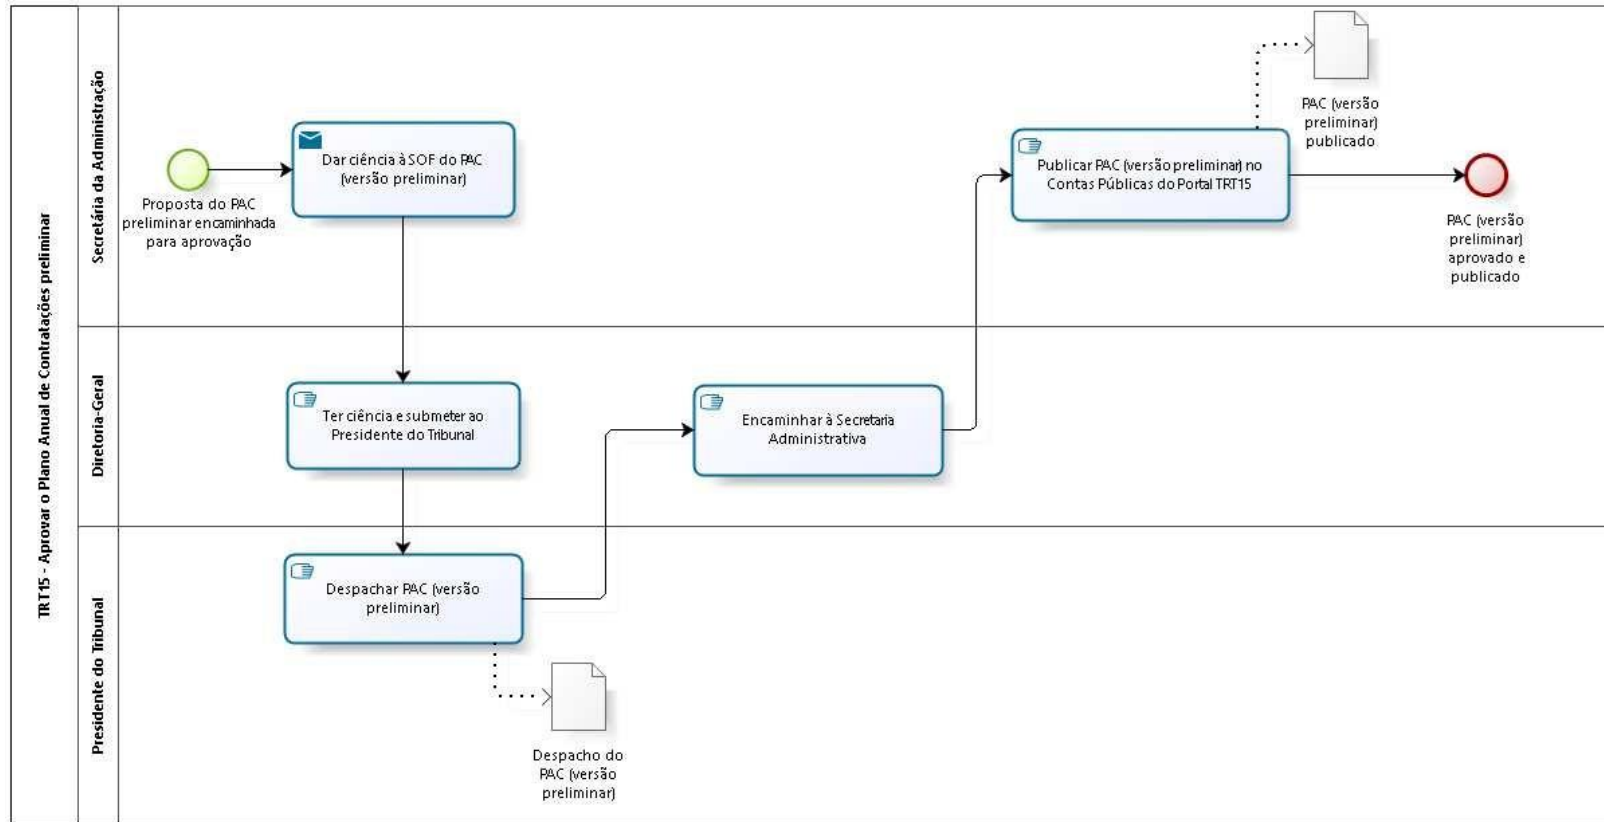 TRT15 - Aprovar o Plano Anual de Contratações preliminar
Secretária da Administração
Proposta do PAC
preliminar encaminhada
para aprovação
Dar ciência à SOF do PAC
(versão preliminar)
Publicar PAC (versão preliminar) no
Contas Públicas do Portal TRT15
PAC (versão
preliminar)
publicado
PAC (versão
preliminar)
aprovado e
publicado
Diretoria-Geral
Ter ciência e submeter ao
Presidente do Tribunal
Encaminhar à Secretaria
Administrativa
Presidente do Tribunal
Despachar PAC (versão
preliminar)
Despacho do
PAC (versão
preliminar)